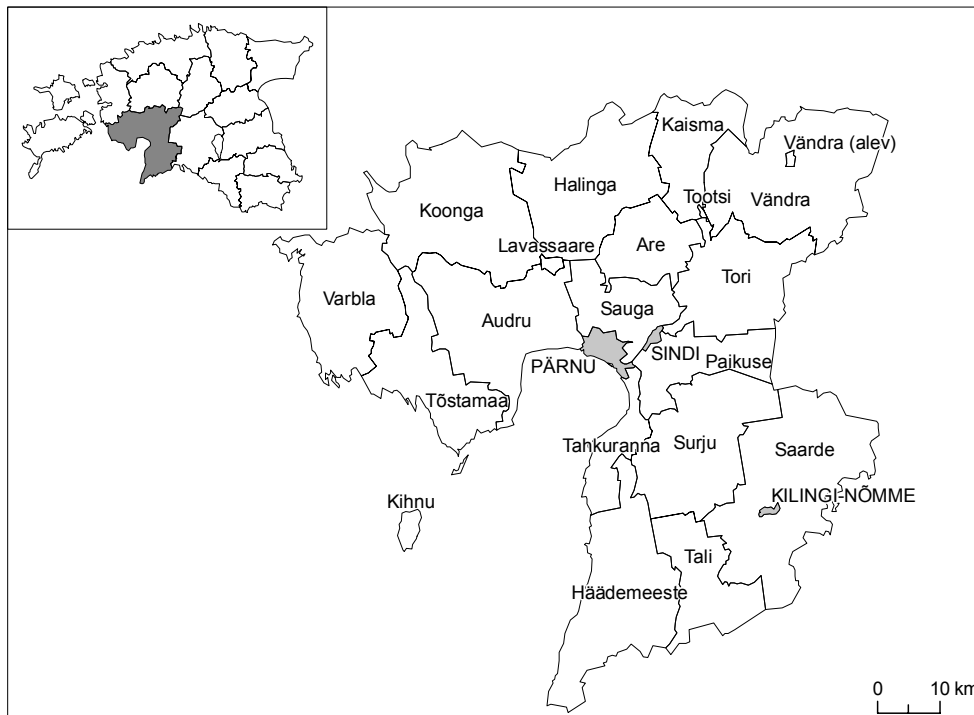 Kaisma
Vändra (alev)
Halinga
Tootsi
Vändra
Koonga
Lavassaare
Are
Tori
Varbla
Sauga
Audru
SINDI
Paikuse
PÄRNU
Tõstamaa
Tahkuranna
Surju
Saarde
Kihnu
KILINGI-NÕMME
Tali
Häädemeeste
0 10 km